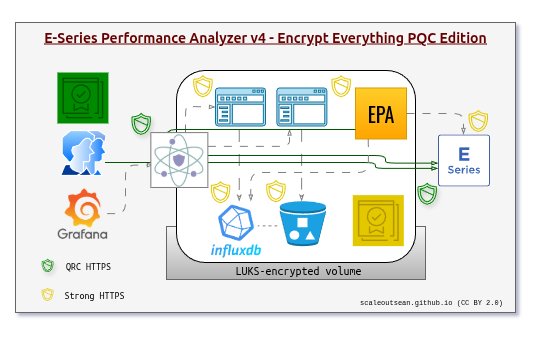 E-Series Performance Analyzer v4 - Encrypt Everything PQC Edition
EPA
E
Series
Grafana
influxdb
QRC HTTPS
LUKS-encrypted volume
Strong HTTPS
scaleoutsean.github.io (CC BY 2.0)